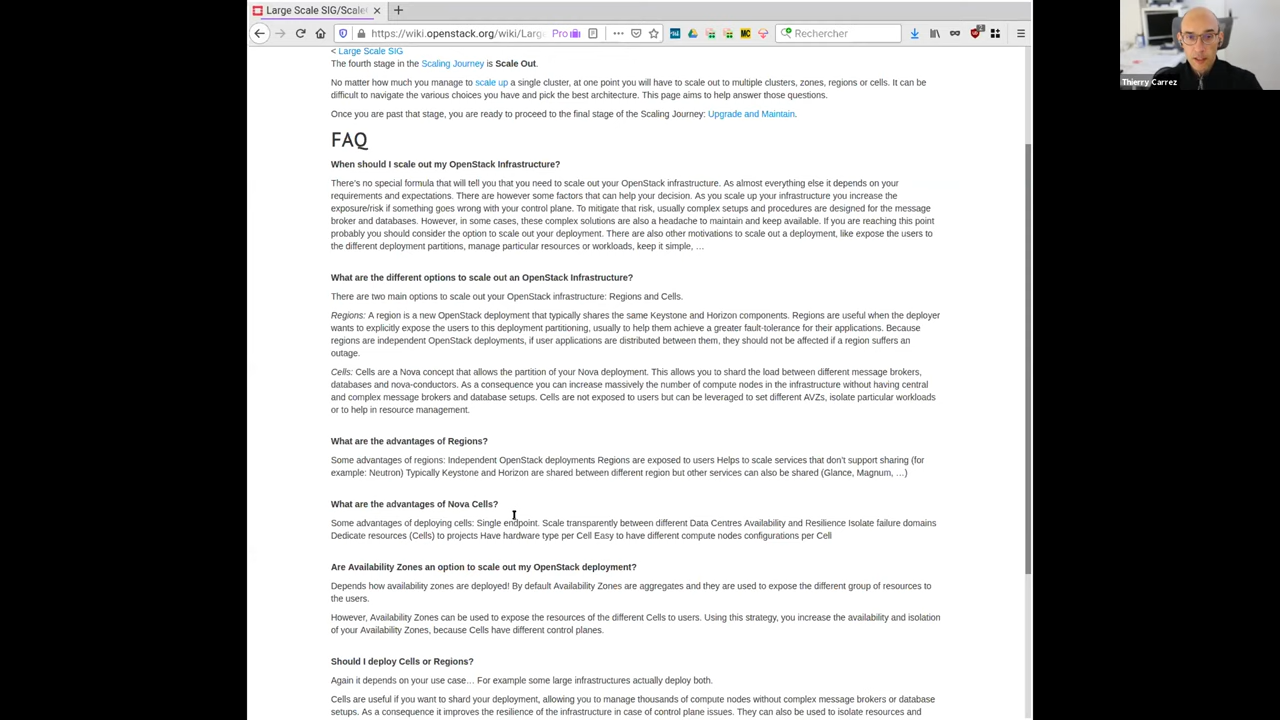 Large Scale SIG/Scale
https://wiki.openstack.org/wiki/Larg
Pro
Rechercher
Thierry Carrez
< Large Scale SIG
The fourth stage in the Scaling Journey is Scale Out.
No matter how much you manage to scale up a single cluster, at one point you will have to scale out to multiple clusters, zones, regions or cells. It can be
difficult to navigate the various choices you have and pick the best architecture. This page aims to help answer those questions.
Once you are past that stage, you are ready to proceed to the final stage of the Scaling Journey: Upgrade and Maintain.
FAQ
When should I scale out my OpenStack Infrastructure?
There's no special formula that will tell you that you need to scale out your OpenStack infrastructure. As almost everything else it depends on your
requirements and expectations. There are however some factors that can help your decision. As you scale up your infrastructure you increase the
exposure/risk if something goes wrong with your control plane. To mitigate that risk, usually complex setups and procedures are designed for the message
broker and databases. However, in some cases, these complex solutions are also a headache to maintain and keep available. If you are reaching this point
probably you should consider the option to scale out your deployment. There are also other motivations to scale out a deployment, like expose the users to
the different deployment partitions, manage particular resources or workloads, keep it simple, …
What are the different options to scale out an OpenStack Infrastructure?
There are two main options to scale out your OpenStack infrastructure: Regions and Cells.
Regions: A region is a new OpenStack deployment that typically shares the same Keystone and Horizon components. Regions are useful when the deployer
wants to explicitly expose the users to this deployment partitioning, usually to help them achieve a greater fault-tolerance for their applications. Because
regions are independent OpenStack deployments, if user applications are distributed between them, they should not be affected if a region suffers an
outage.
Cells: Cells are a Nova concept that allows the partition of your Nova deployment. This allows you to shard the load between different message brokers,
databases and nova-conductors. As a consequence you can increase massively the number of compute nodes in the infrastructure without having central
and complex message brokers and database setups. Cells are not exposed to users but can be leveraged to set different AVZs, isolate particular workloads
or to help in resource management.
What are the advantages of Regions?
Some advantages of regions: Independent OpenStack deployments Regions are exposed to users Helps to scale services that don't support sharding (for
example: Neutron) Typically Keystone and Horizon are shared between different region but other services can also be shared (Glance, Magnum, …)
What are the advantages of Nova Cells?
Some advantages of deploying cells: Single endpoint. Scale transparently between different Data Centres Availability and Resilience Isolate failure domains
Dedicate resources (Cells) to projects Have hardware type per Cell Easy to have different compute nodes configurations per Cell
Are Availability Zones an option to scale out my OpenStack deployment?
Depends how availability zones are deployed! By default Availability Zones are aggregates and they are used to expose the different group of resources to
the users.
However, Availability Zones can be used to expose the resources of the different Cells to users. Using this strategy, you increase the availability and isolation
of your Availability Zones, because Cells have different control planes.
Should I deploy Cells or Regions?
Again it depends on your use case… For example some large infrastructures actually deploy both.
Cells are useful if you want to shard your deployment, allowing you to manage thousands of compute nodes without complex message brokers or database
setups. As a consequence it improves the resilience of the infrastructure in case of control plane issues. They can also be used to isolate resources and